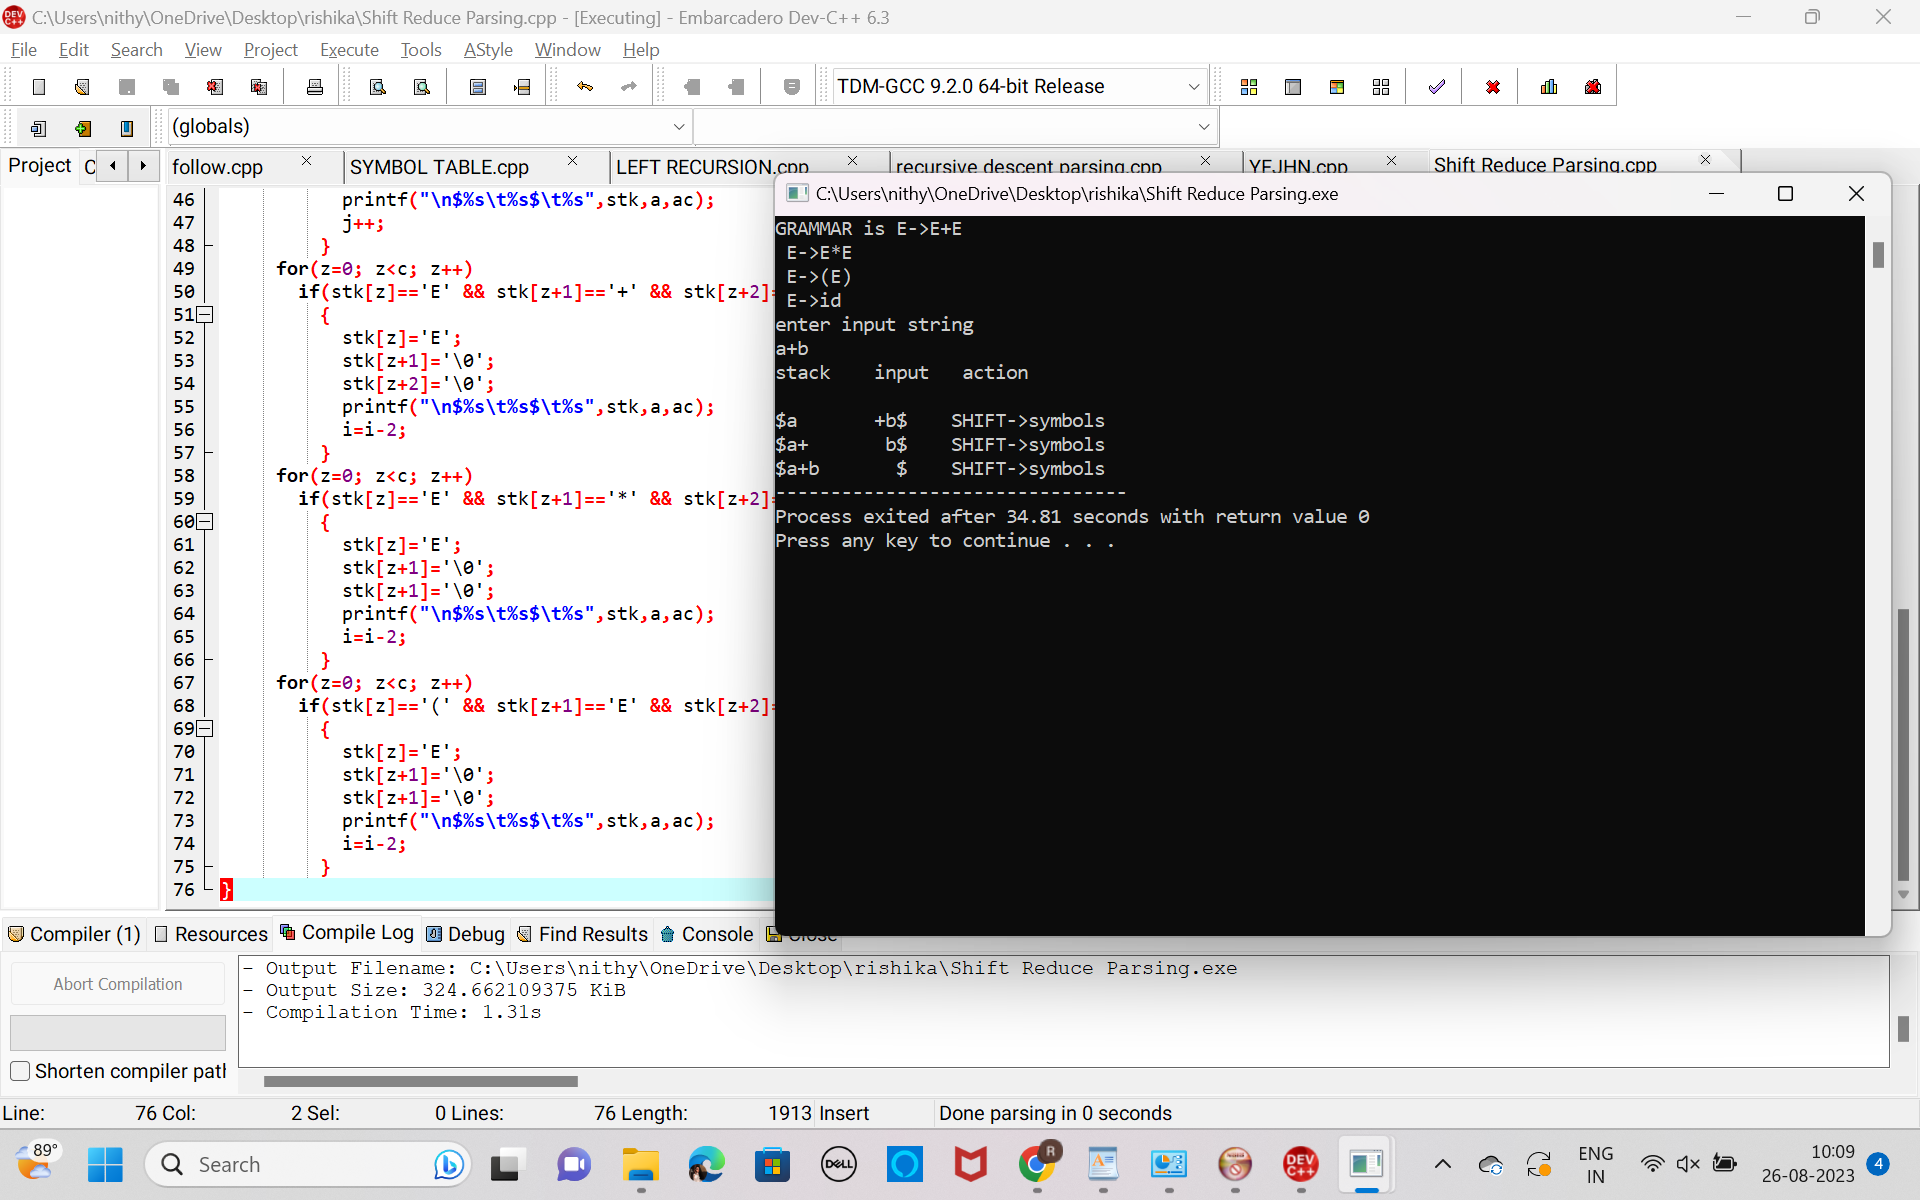 C:\Users\nithy\OneDrive\Desktop\rishika\Shift Reduce Parsing.cpp - [Executing] - Embarcadero Dev-C++ 6.3
File Edit Search View Project Execute Tools AStyle Window Help
TDM-GCC 9.2.0 64-bit Release
(globals)
Project
follow.cpp SYMBOL TABLE.cpp LEFT RECURSION.cpp recursive descent parsing.cpp YFJHN.cpp Shift Reduce Parsing.cpp
46 printf("\n$%s\t%s$\t%s",stk,a,ac);
47 j++;
48 }
49 for(z=0; z<c; z++)
50 if(stk[z]=='E' && stk[z+1]=='+' && stk[z+2]=
51 {
52 stk[z]='E';
53 stk[z+1]='\0';
54 stk[z+2]='\0';
55 printf("\n$%s\t%s$\t%s",stk,a,ac);
56 i=i-2;
57 }
58 for(z=0; z<c; z++)
59 if(stk[z]=='E' && stk[z+1]=='*' && stk[z+2]=
60 {
61 stk[z]='E';
62 stk[z+1]='\0';
63 stk[z+1]='\0';
64 printf("\n$%s\t%s$\t%s",stk,a,ac);
65 i=i-2;
66 }
67 for(z=0; z<c; z++)
68 if(stk[z]=='(' && stk[z+1]=='E' && stk[z+2]=
69 {
70 stk[z]='E';
71 stk[z+1]='\0';
72 stk[z+1]='\0';
73 printf("\n$%s\t%s$\t%s",stk,a,ac);
74 i=i-2;
75 }
76 }
C:\Users\nithy\OneDrive\Desktop\rishika\Shift Reduce Parsing.exe
GRAMMAR is E->E+E
E->E*E
E->(E)
E->id
enter input string
a+b
stack input action
$a +b$ SHIFT->symbols
$a+ b$ SHIFT->symbols
$a+b $ SHIFT->symbols
--------------------------------
Process exited after 34.81 seconds with return value 0
Press any key to continue . . .
Compiler (1) Resources Compile Log Debug Find Results Console Close
Abort Compilation
Shorten compiler path
- Output Filename: C:\Users\nithy\OneDrive\Desktop\rishika\Shift Reduce Parsing.exe
- Output Size: 324.662109375 KiB
- Compilation Time: 1.31s
Line: 76 Col: 2 Sel: 0 Lines: 76 Length: 1913 Insert Done parsing in 0 seconds
89°
Search
DELL
R
DEV C++
ENG
IN
10:09
26-08-2023
4